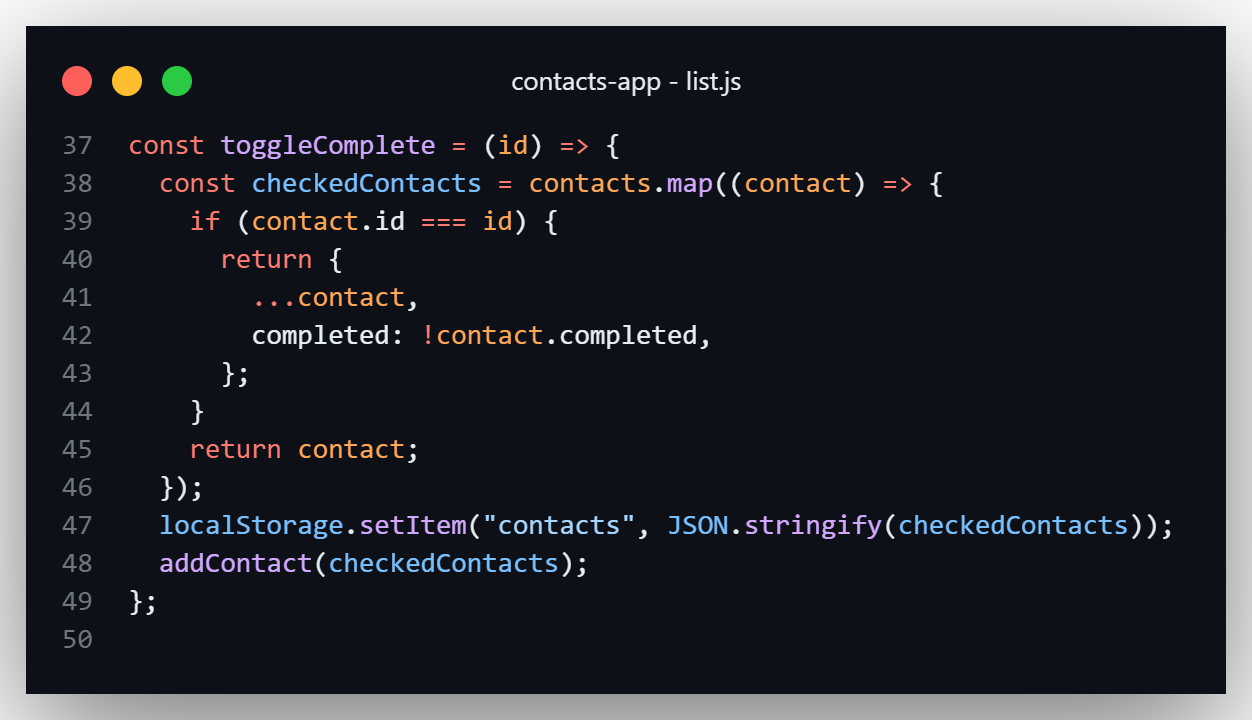 contacts-app - list.js
37 const toggleComplete = (id) => {
38   const checkedContacts = contacts.map((contact) => {
39     if (contact.id === id) {
40       return {
41         ...contact,
42         completed: !contact.completed,
43       };
44     }
45     return contact;
46   });
47   localStorage.setItem("contacts", JSON.stringify(checkedContacts));
48   addContact(checkedContacts);
49 };
50